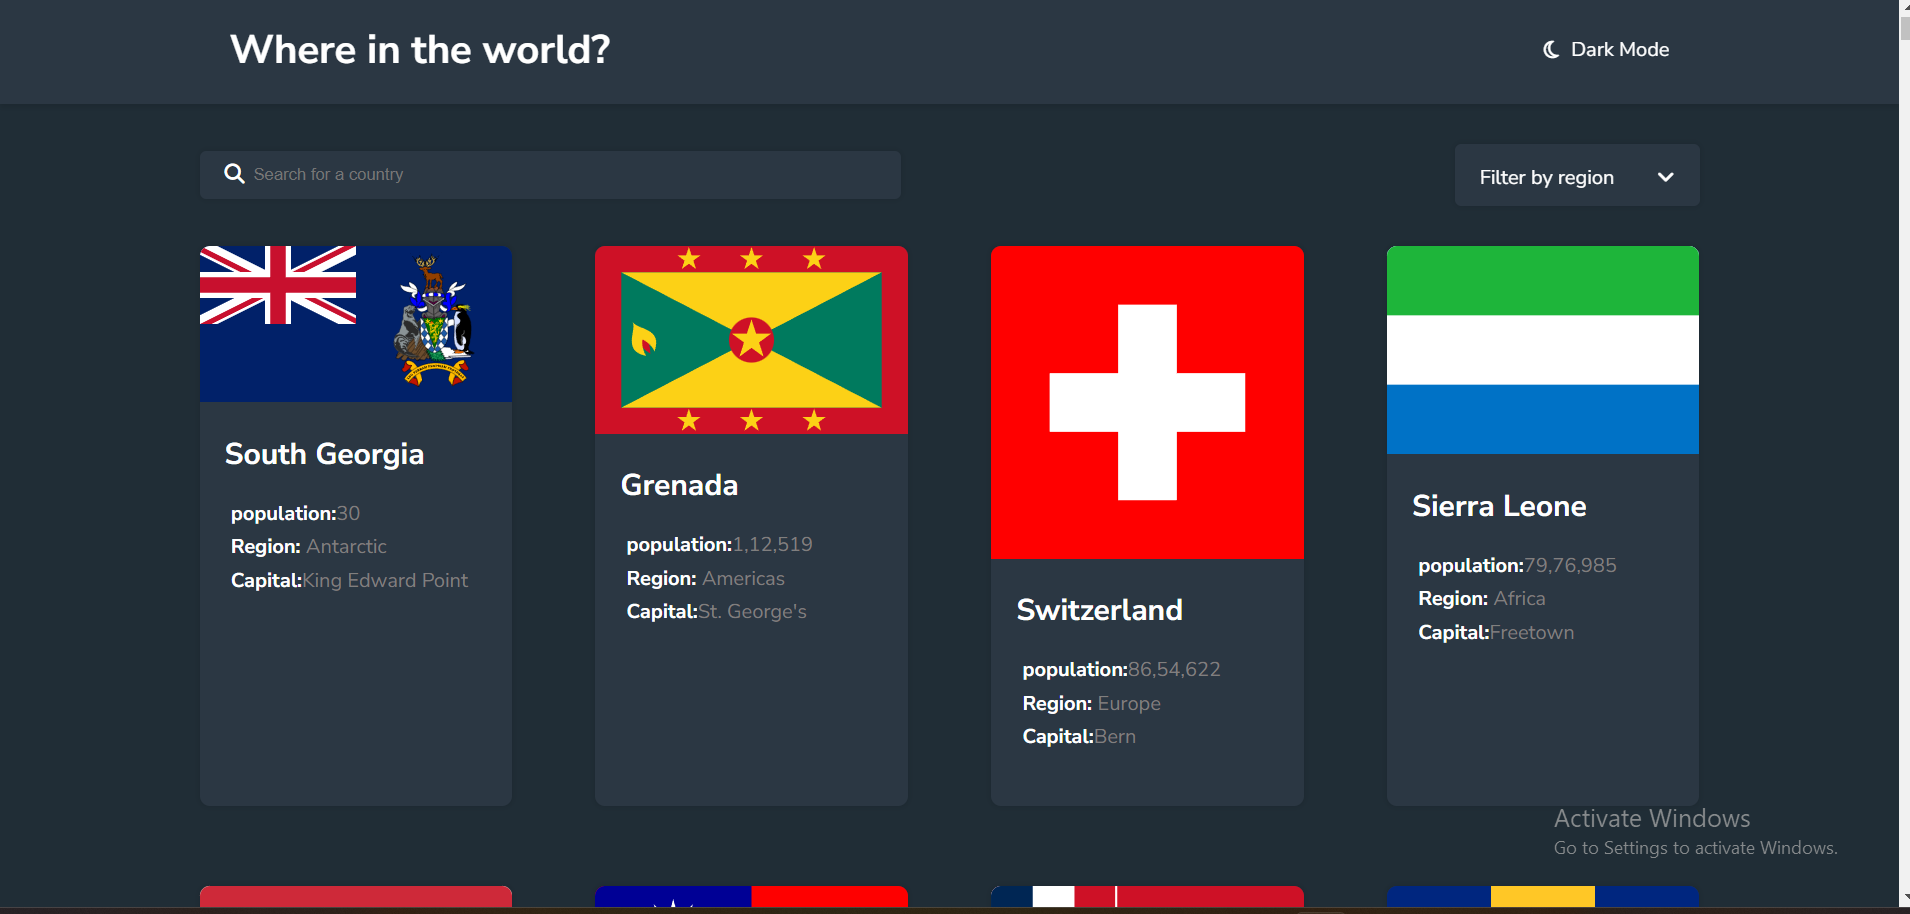 Where in the world?
Dark Mode
Search for a country
Filter by region
South Georgia
population:30
Region: Antarctic
Capital:King Edward Point
Grenada
population:1,12,519
Region: Americas
Capital:St. George's
Switzerland
population:86,54,622
Region: Europe
Capital:Bern
Sierra Leone
population:79,76,985
Region: Africa
Capital:Freetown
Activate Windows
Go to Settings to activate Windows.